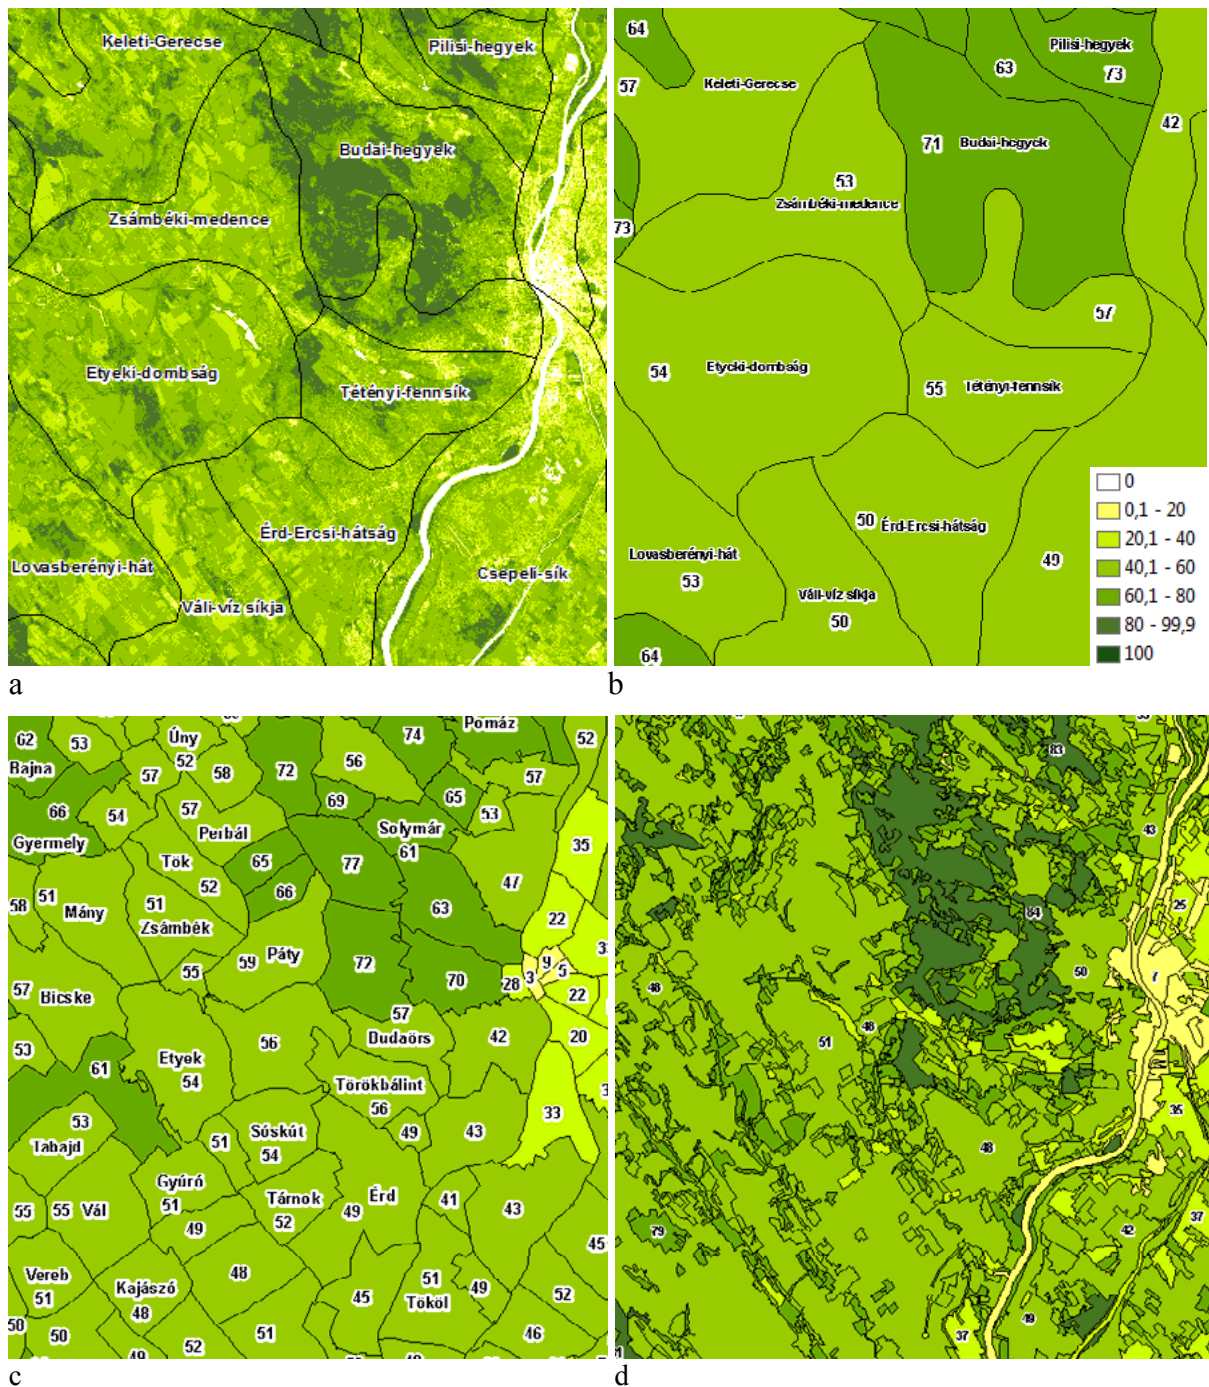 Keleti-Gerecse
Pilisi-hegyek
Budai-hegyek
Zsámbéki-medence
Etyeki-dombság
Tétényi-fennsík
Érd-Ercsi-hátság
Lovasberényi-hát
Csepeli-sík
Váli-víz síkja
a
64
Pilisi-hegyek
63
73
57
Keleti-Gerecse
42
71
Budai-hegyek
53
Zsámbéki-medence
73
57
54
Etyeki-dombság
55
Tétényi-fennsík
50
Érd-Ercsi-hátság
Lovasberényi-hát
53
49
Váli-víz síkja
50
64
0
0,1 - 20
20,1 - 40
40,1 - 60
60,1 - 80
80 - 99,9
100
b
Pomáz
62
53
Úny
52
74
52
Bajna
57
58
72
56
57
66
54
57
69
65
53
Gyermely
Perbál
Solymár
61
35
Tök
65
77
47
58
51
Mány
52
66
51
Zsámbék
63
22
55
59
Páty
72
70
28
3
9
5
57
Bicske
22
57
Dudaörs
42
20
53
61
Etyek
54
56
Törökbálint
56
33
53
Tabajd
51
Sóskút
54
49
43
Gyúró
51
Tárnok
52
Érd
49
41
43
55
55
Vál
49
45
Vereb
51
Kajászó
48
48
51
Tököl
49
52
45
50
50
52
51
46
49
c
83
43
25
84
7
50
48
48
51
35
48
79
42
37
49
37
d